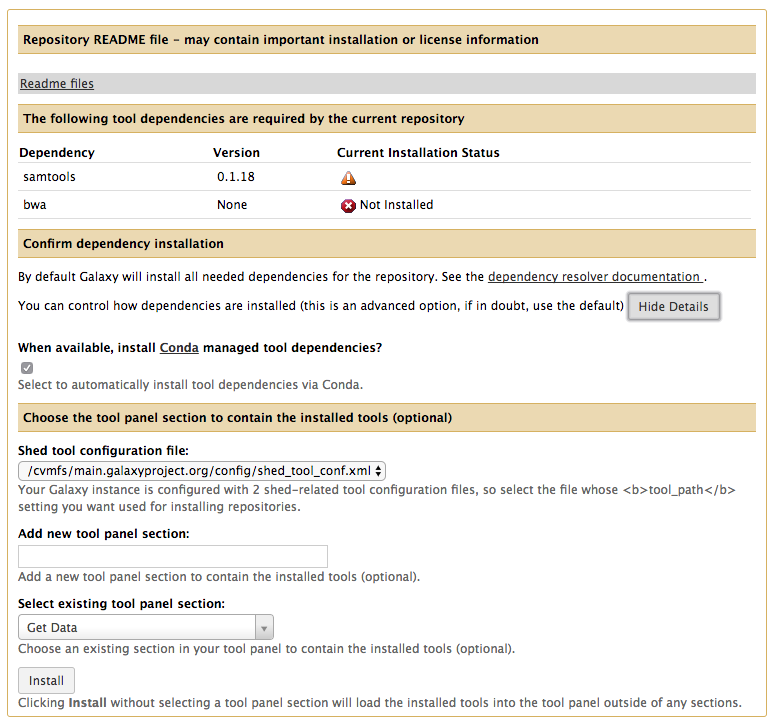 Repository README file - may contain important installation or license information
Readme files
The following tool dependencies are required by the current repository
Dependency Version Current Installation Status
samtools 0.1.18
bwa None Not Installed
Confirm dependency installation
By default Galaxy will install all needed dependencies for the repository. See the dependency resolver documentation .
You can control how dependencies are installed (this is an advanced option, if in doubt, use the default) Hide Details
When available, install Conda managed tool dependencies?
Select to automatically install tool dependencies via Conda.
Choose the tool panel section to contain the installed tools (optional)
Shed tool configuration file:
/cvmfs/main.galaxyproject.org/config/shed_tool_conf.xml
Your Galaxy instance is configured with 2 shed-related tool configuration files, so select the file whose <b>tool_path</b>
setting you want used for installing repositories.
Add new tool panel section:
Add a new tool panel section to contain the installed tools (optional).
Select existing tool panel section:
Get Data
Choose an existing section in your tool panel to contain the installed tools (optional).
Install
Clicking Install without selecting a tool panel section will load the installed tools into the tool panel outside of any sections.